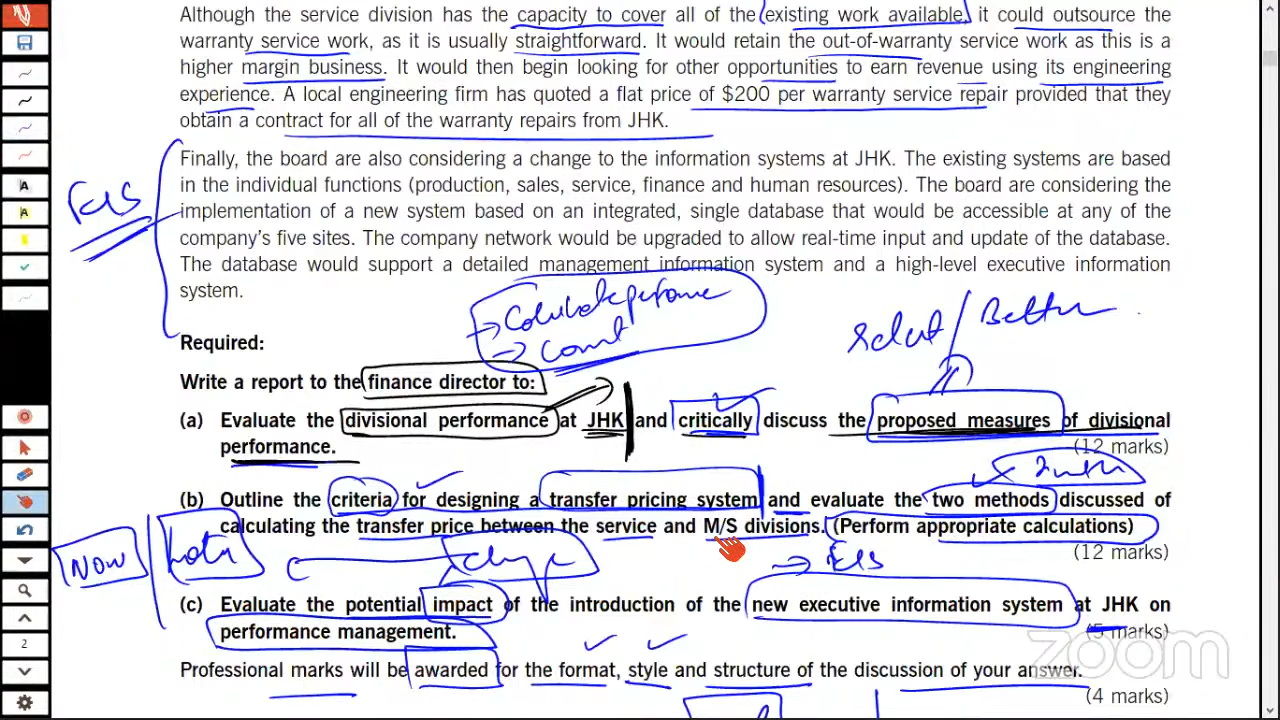 Although the service division has the capacity to cover all of the existing work available, it could outsource the
warranty service work, as it is usually straightforward. It would retain the out-of-warranty service work as this is a
higher margin business. It would then begin looking for other opportunities to earn revenue using its engineering
experience. A local engineering firm has quoted a flat price of $200 per warranty service repair provided that they
obtain a contract for all of the warranty repairs from JHK.
Finally, the board are also considering a change to the information systems at JHK. The existing systems are based
in the individual functions (production, sales, service, finance and human resources). The board are considering the
EIS
implementation of a new system based on an integrated, single database that would be accessible at any of the
company's five sites. The company network would be upgraded to allow real-time input and update of the database.
The database would support a detailed management information system and a high-level executive information
system.
→ Calculate
Select / Better
Required:
Write a report to the finance director to:
(a) Evaluate the divisional performance at JHK and critically discuss the proposed measures of divisional
performance.
(12 marks)
(b) Outline the criteria for designing a transfer pricing system and evaluate the two methods discussed of
calculating the transfer price between the service and M/S divisions. (Perform appropriate calculations)
(12 marks)
NOW
→ EIS
(c) Evaluate the potential impact of the introduction of the new executive information system at JHK on
performance management.
(5 marks)
zoom
Professional marks will be awarded for the format, style and structure of the discussion of your answer.
(4 marks)
A
A
2